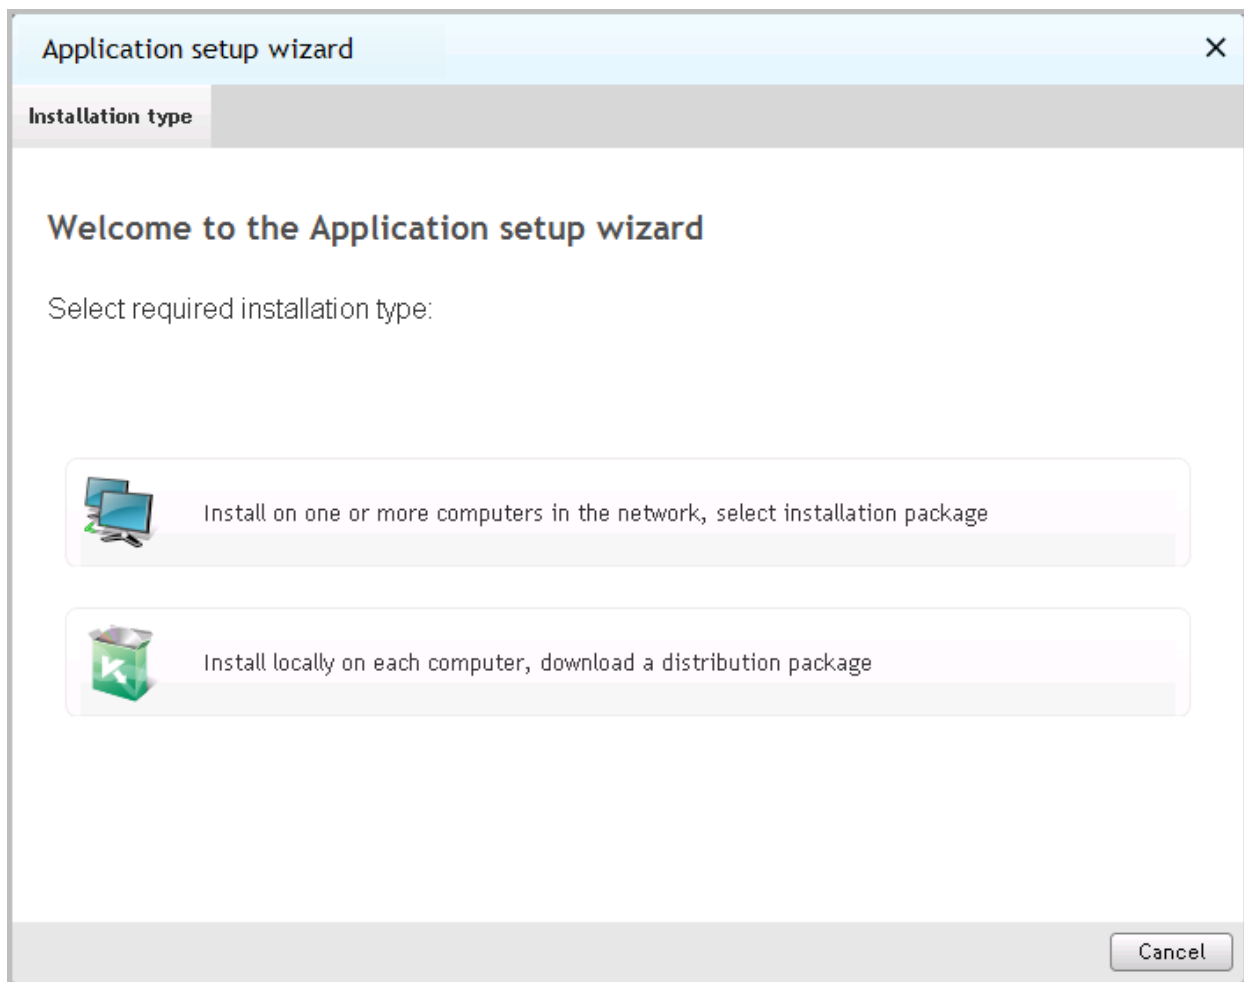 Application setup wizard
Installation type
Welcome to the Application setup wizard
Select required installation type:
Install on one or more computers in the network, select installation package
Install locally on each computer, download a distribution package
Cancel